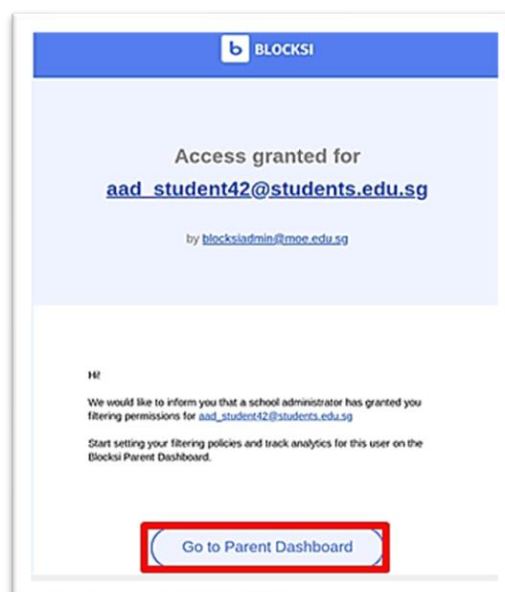 BLOCKSI
Access granted for
aad_student42@students.edu.sg
by blocksiadmin@moe.edu.sg
Hi!
We would like to inform you that a school administrator has granted you
filtering permissions for aad_student42@students.edu.sg
Start setting your filtering policies and track analytics for this user on the
Blocksi Parent Dashboard.
Go to Parent Dashboard